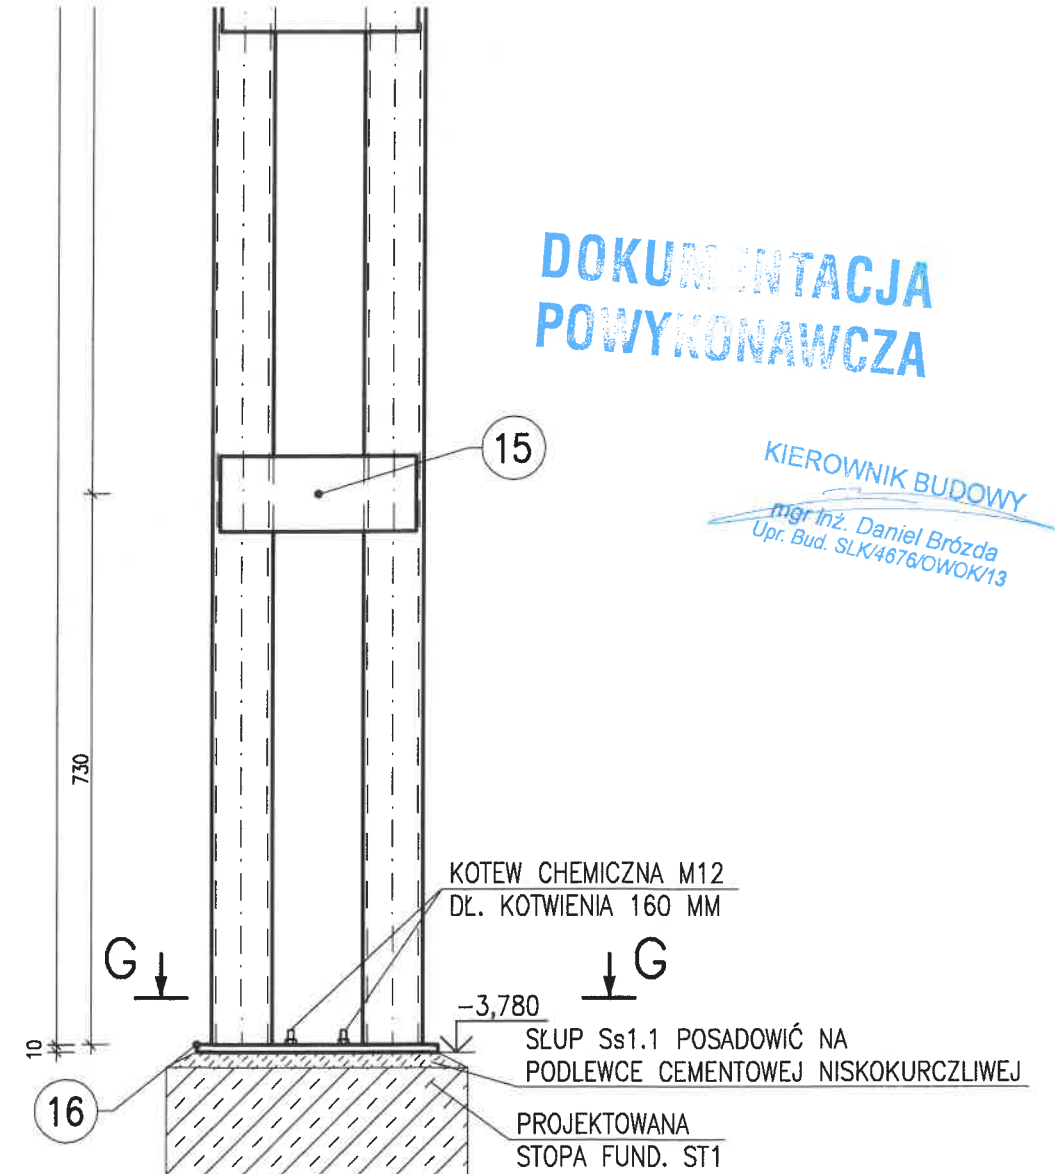 DOKUMENTACJA
POWYKONAWCZA
15
KIEROWNIK BUDOWY
mgr inż. Daniel Brózda
Upr. Bud. SLK/4676/OWOK/13
730
KOTEW CHEMICZNA M12
DŁ. KOTWIENIA 160 MM
G
G
-3,780
10
SŁUP Ss1.1 POSADOWIĆ NA
PODLEWCE CEMENTOWEJ NISKOKURCZLIWEJ
16
PROJEKTOWANA
STOPA FUND. ST1